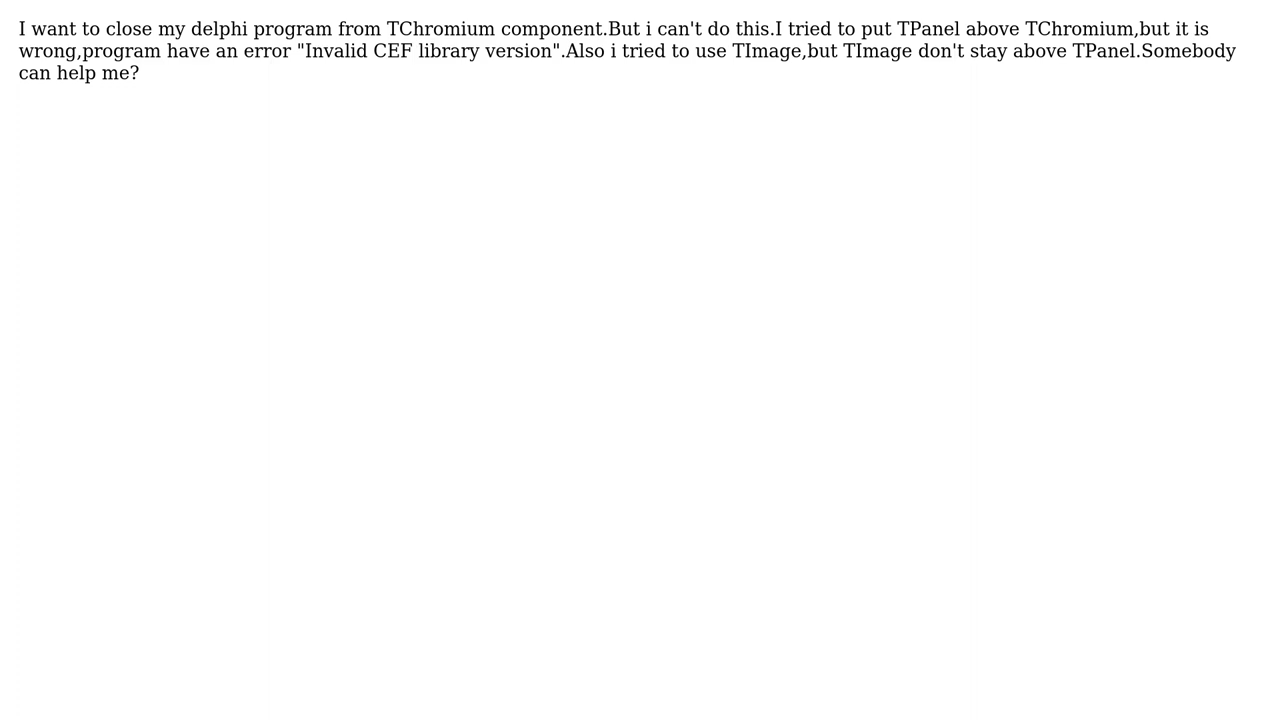 I want to close my delphi program from TChromium component.But i can't do this.I tried to put TPanel above TChromium,but it is
wrong,program have an error "Invalid CEF library version".Also i tried to use TImage,but TImage don't stay above TPanel.Somebody
can help me?